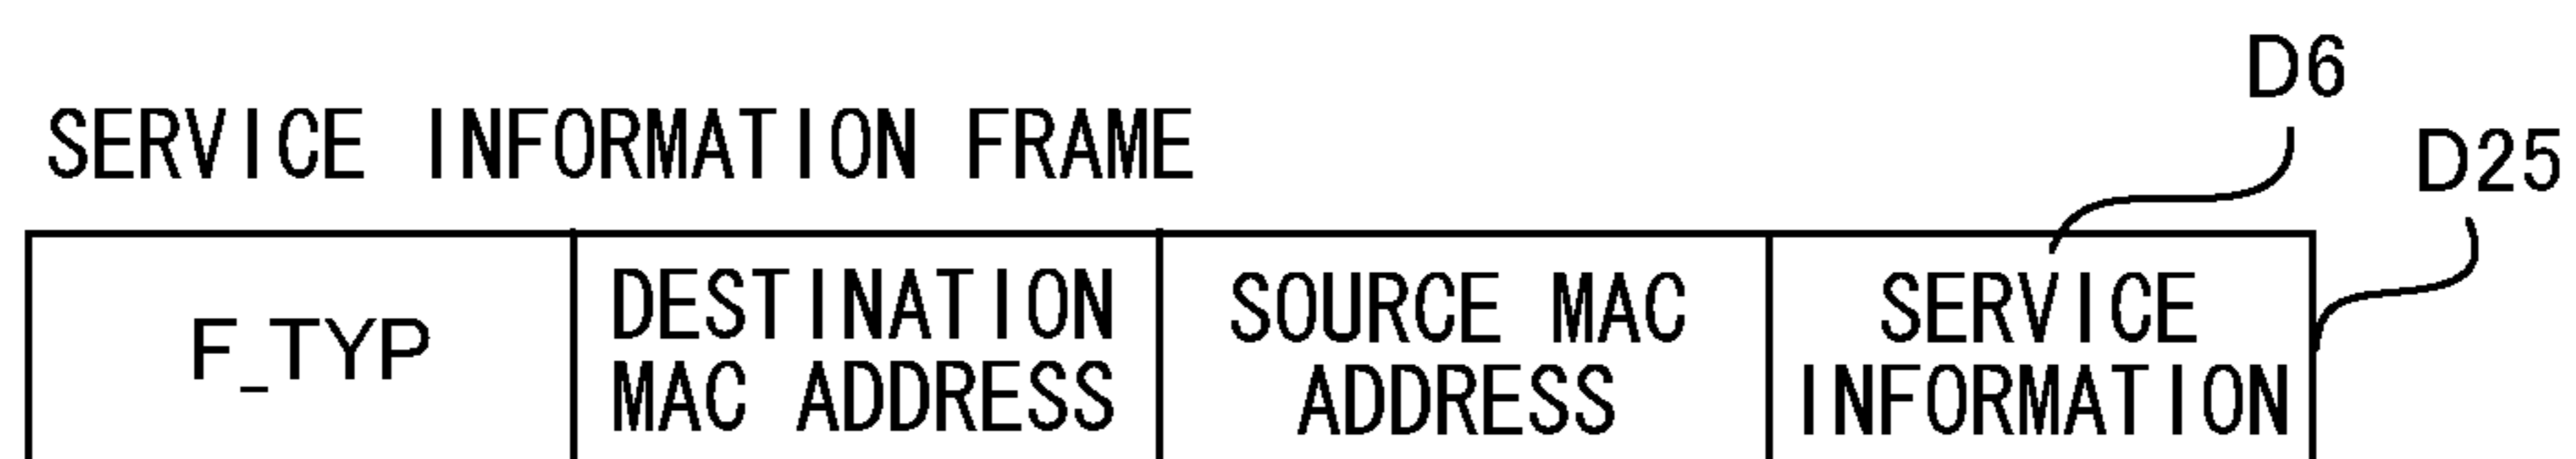 D6
SERVICE INFORMATION FRAME
D25
F_TYP
DESTINATION
MAC ADDRESS
SOURCE MAC
ADDRESS
SERVICE
INFORMATION